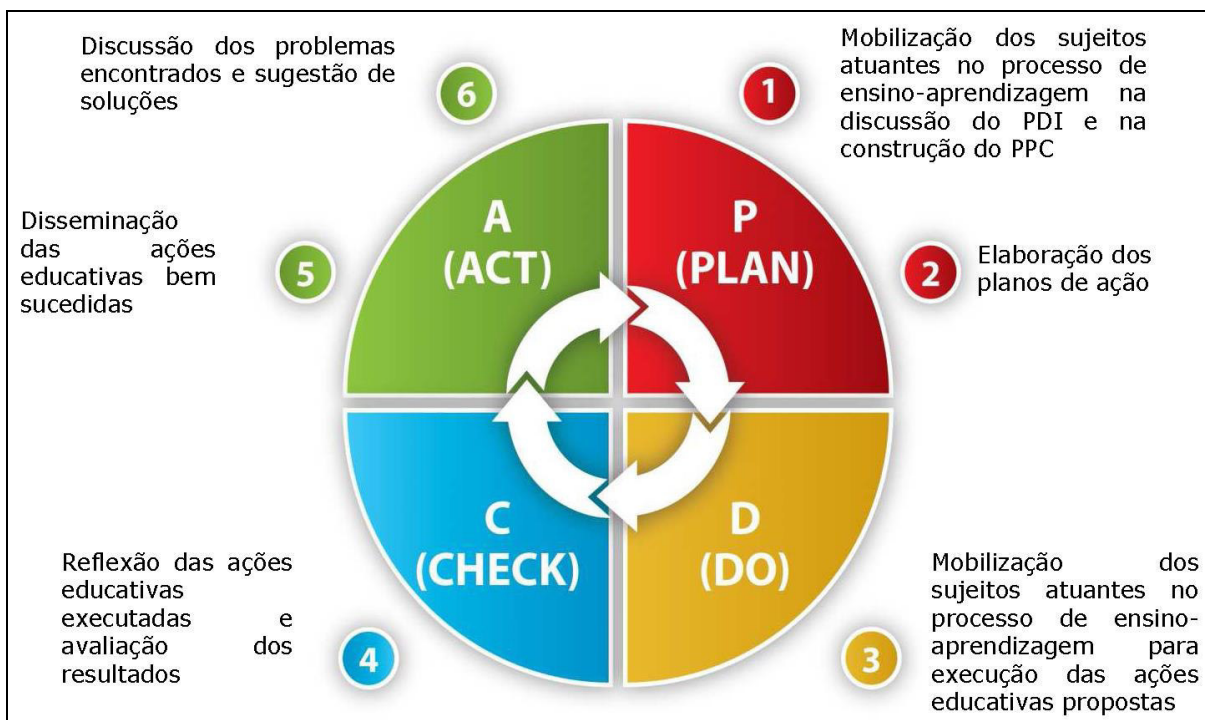 Discussão dos problemas
encontrados e sugestão de
soluções
6
1
Mobilização dos sujeitos
atuantes no processo de
ensino-aprendizagem na
discussão do PDI e na
construção do PPC
Disseminação
das ações
educativas bem
sucedidas
5
A
(ACT)
P
(PLAN)
2
Elaboração dos
planos de ação
C
(CHECK)
D
(DO)
Reflexão das ações
educativas
executadas e
avaliação dos
resultados
4
3
Mobilização dos
sujeitos atuantes no
processo de ensino-
aprendizagem para
execução das ações
educativas propostas